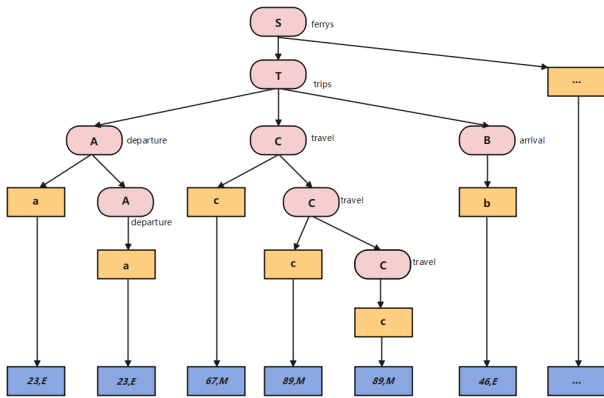 S ferrys
T trips
...
A departure
C travel
B arrival
a
A departure
c
C travel
b
a
c
C travel
c
23,E
23,E
67,M
89,M
89,M
46,E
...